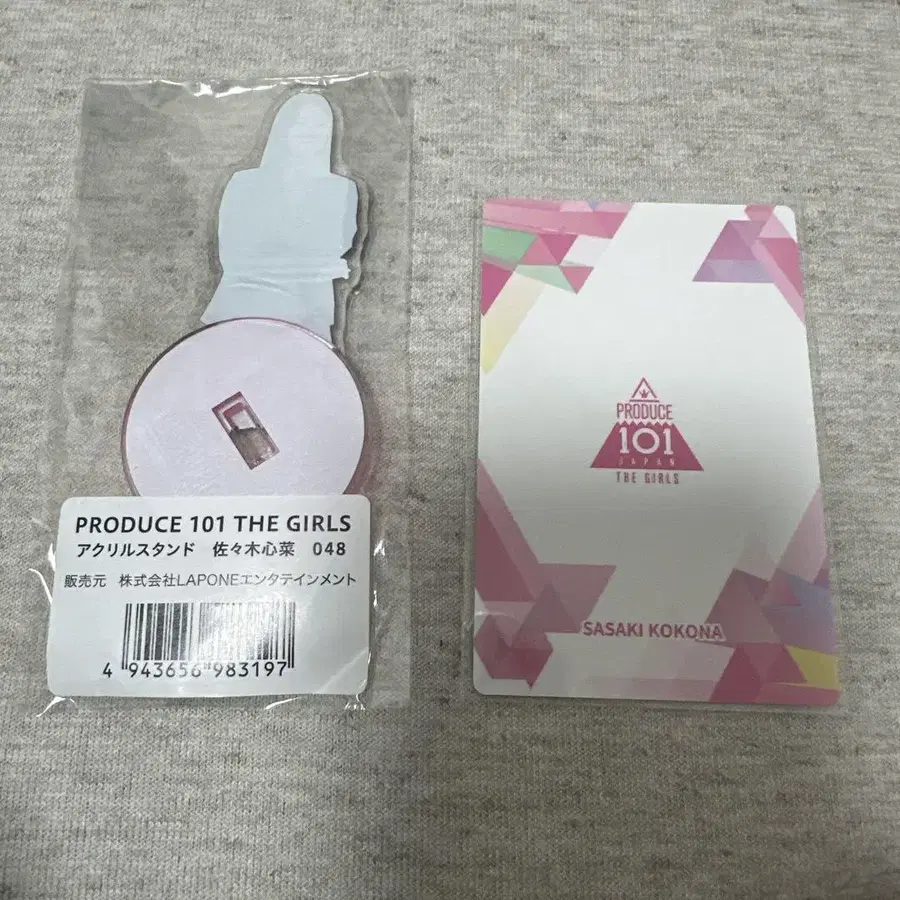 PRODUCE 101 THE GIRLS
アクリルスタンド 佐々木心菜 048
販売元 株式会社LAPONEエンタテインメント
4 943656 983197
PRODUCE
101
JAPAN
THE GIRLS
SASAKI KOKONA